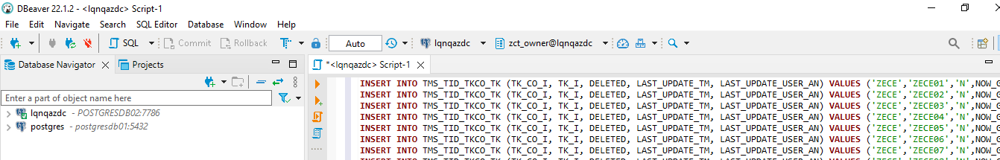 DBeaver 22.1.2 - <lqnqazdc> Script-1
File Edit Navigate Search SQL Editor Database Window Help
SQL Commit Rollback Auto lqnqazdc zct_owner@lqnqazdc
Database Navigator Projects
*<lqnqazdc> Script-1
Enter a part of object name here
lqnqazdc - POSTGRESDB02:7786
postgres - postgresdb01:5432
INSERT INTO TMS_TID_TKCO_TK (TK_CO_I, TK_I, DELETED, LAST_UPDATE_TM, LAST_UPDATE_USER_AN) VALUES ('ZECE','ZECE01','N',NOW_G
INSERT INTO TMS_TID_TKCO_TK (TK_CO_I, TK_I, DELETED, LAST_UPDATE_TM, LAST_UPDATE_USER_AN) VALUES ('ZECE','ZECE02','N',NOW_G
INSERT INTO TMS_TID_TKCO_TK (TK_CO_I, TK_I, DELETED, LAST_UPDATE_TM, LAST_UPDATE_USER_AN) VALUES ('ZECE','ZECE03','N',NOW_G
INSERT INTO TMS_TID_TKCO_TK (TK_CO_I, TK_I, DELETED, LAST_UPDATE_TM, LAST_UPDATE_USER_AN) VALUES ('ZECE','ZECE04','N',NOW_G
INSERT INTO TMS_TID_TKCO_TK (TK_CO_I, TK_I, DELETED, LAST_UPDATE_TM, LAST_UPDATE_USER_AN) VALUES ('ZECE','ZECE05','N',NOW_G
INSERT INTO TMS_TID_TKCO_TK (TK_CO_I, TK_I, DELETED, LAST_UPDATE_TM, LAST_UPDATE_USER_AN) VALUES ('ZECE','ZECE06','N',NOW_G
INSERT INTO TMS_TID_TKCO_TK (TK_CO_I, TK_I, DELETED, LAST_UPDATE_TM, LAST_UPDATE_USER_AN) VALUES ('ZECE','ZECE07','N',NOW_G